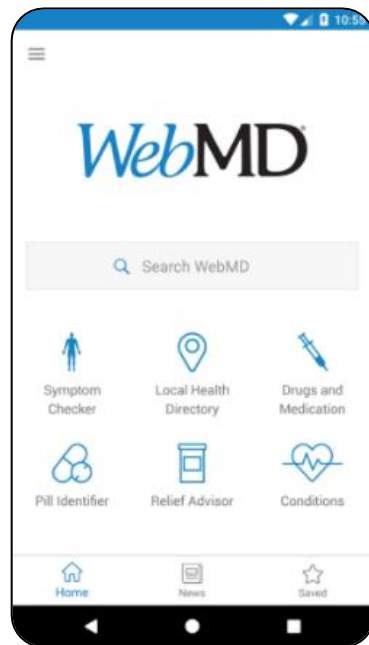 10:55
WebMD
Search WebMD
Symptom
Checker
Local Health
Directory
Drugs and
Medication
Pill Identifier
Relief Advisor
Conditions
Home
News
Saved